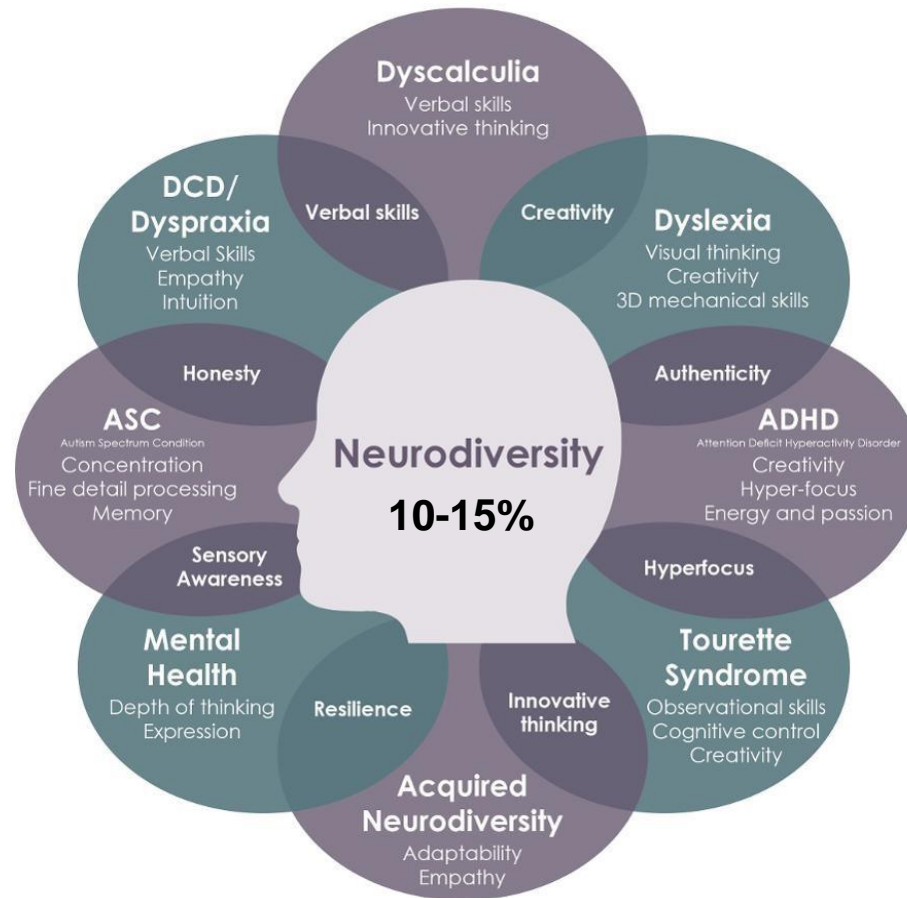 Dyscalculia
Verbal skills
Innovative thinking
DCD/
Dyspraxia
Verbal Skills
Empathy
Intuition
Verbal skills
Creativity
Dyslexia
Visual thinking
Creativity
3D mechanical skills
Honesty
Authenticity
ASC
Autism Spectrum Condition
Concentration
Fine detail processing
Memory
Neurodiversity
10-15%
ADHD
Attention Deficit Hyperactivity Disorder
Creativity
Hyper-focus
Energy and passion
Sensory
Awareness
Hyperfocus
Mental
Health
Depth of thinking
Expression
Resilience
Innovative
thinking
Tourette
Syndrome
Observational skills
Cognitive control
Creativity
Acquired
Neurodiversity
Adaptability
Empathy